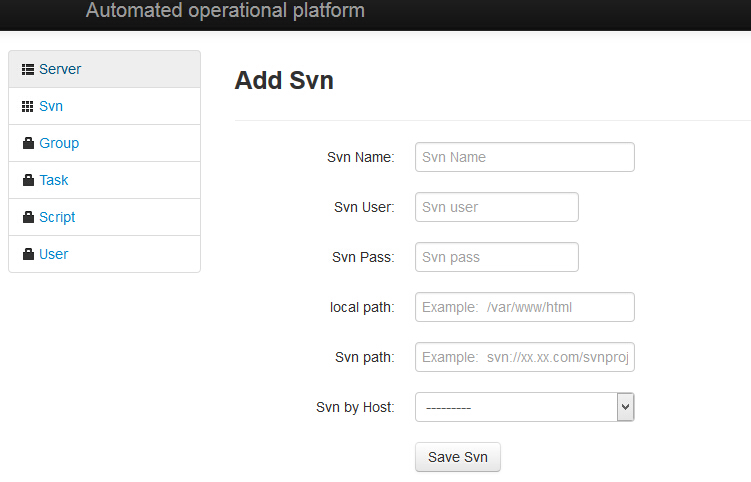 Automated operational platform
Server
Svn
Group
Task
Script
User
Add Svn
Svn Name: Svn Name
Svn User: Svn user
Svn Pass: Svn pass
local path: Example: /var/www/html
Svn path: Example: svn://xx.xx.com/svnproj
Svn by Host: ---------
Save Svn